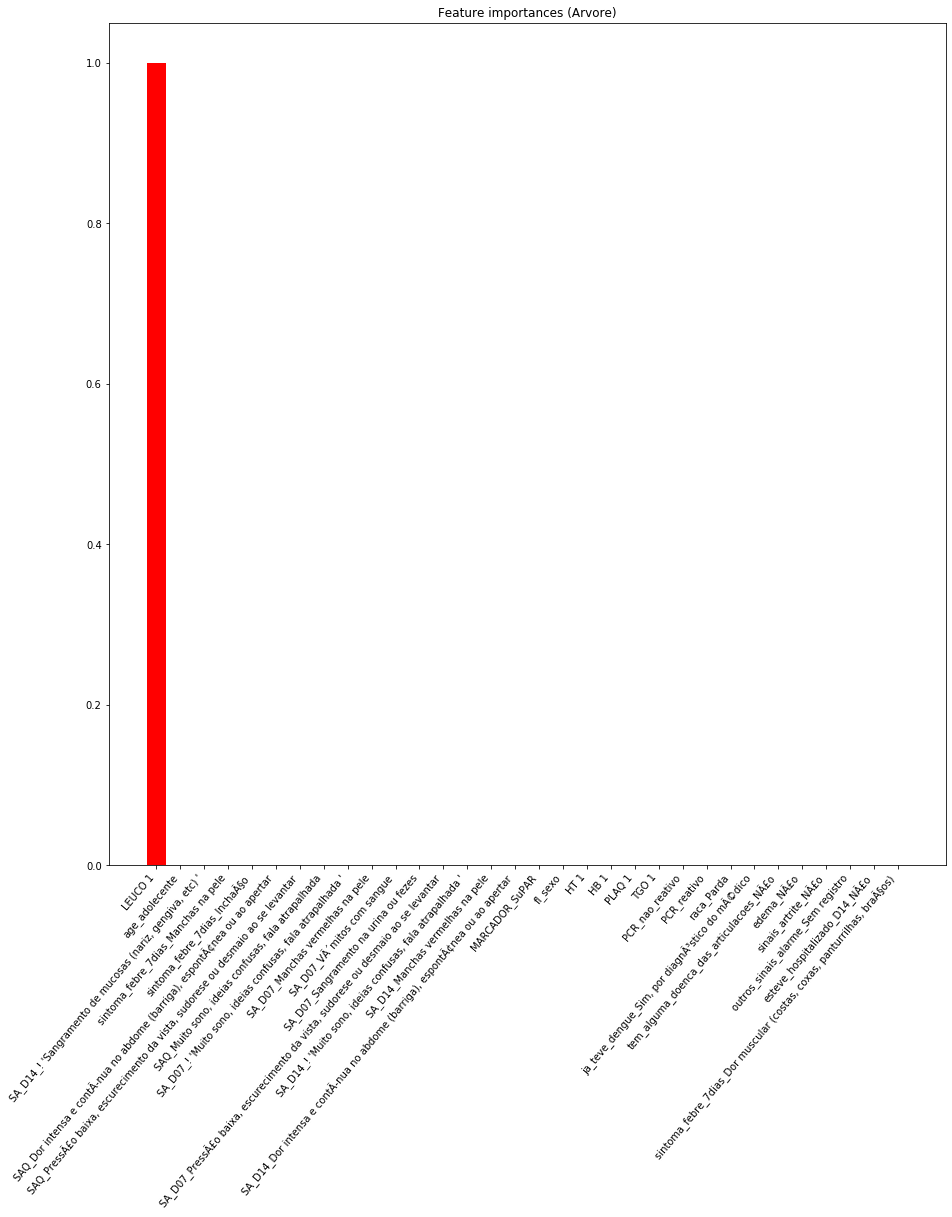 Feature importances (Arvore)
1.0
0.8
0.6
0.4
0.2
0.0
LEUCO 1
age_adolecente
SA_D14_! 'Sangramento de mucosas (nariz, gengiva, etc) '
sintoma_febre_7dias_Manchas na pele
sintoma_febre_7dias_InchaÃ§o
SAQ_Dor intensa e contÃ-nua no abdome (barriga), espontÃ¢nea ou ao apertar
SAQ_PressÃ£o baixa, escurecimento da vista, sudorese ou desmaio ao se levantar
SAQ_Muito sono, ideias confusas, fala atrapalhada
SA_D07_! 'Muito sono, ideias confusas, fala atrapalhada '
SA_D07_Manchas vermelhas na pele
SA_D07_VÃ´mitos com sangue
SA_D07_Sangramento na urina ou fezes
SA_D07_PressÃ£o baixa, escurecimento da vista, sudorese ou desmaio ao se levantar
SA_D14_! 'Muito sono, ideias confusas, fala atrapalhada '
SA_D14_Manchas vermelhas na pele
SA_D14_Dor intensa e contÃ-nua no abdome (barriga), espontÃ¢nea ou ao apertar
MARCADOR_SuPAR
fl_sexo
HT 1
HB 1
PLAQ 1
TGO 1
PCR_nao_reativo
PCR_reativo
raca_Parda
ja_teve_dengue_Sim, por diagnÃ³stico do mÃ©dico
tem_alguma_doenca_das_articulacoes_NÃ£o
edema_NÃ£o
sinais_artrite_NÃ£o
outros_sinais_alarme_Sem registro
esteve_hospitalizado_D14_NÃ£o
sintoma_febre_7dias_Dor muscular (costas, coxas, panturrilhas, braÃ§os)